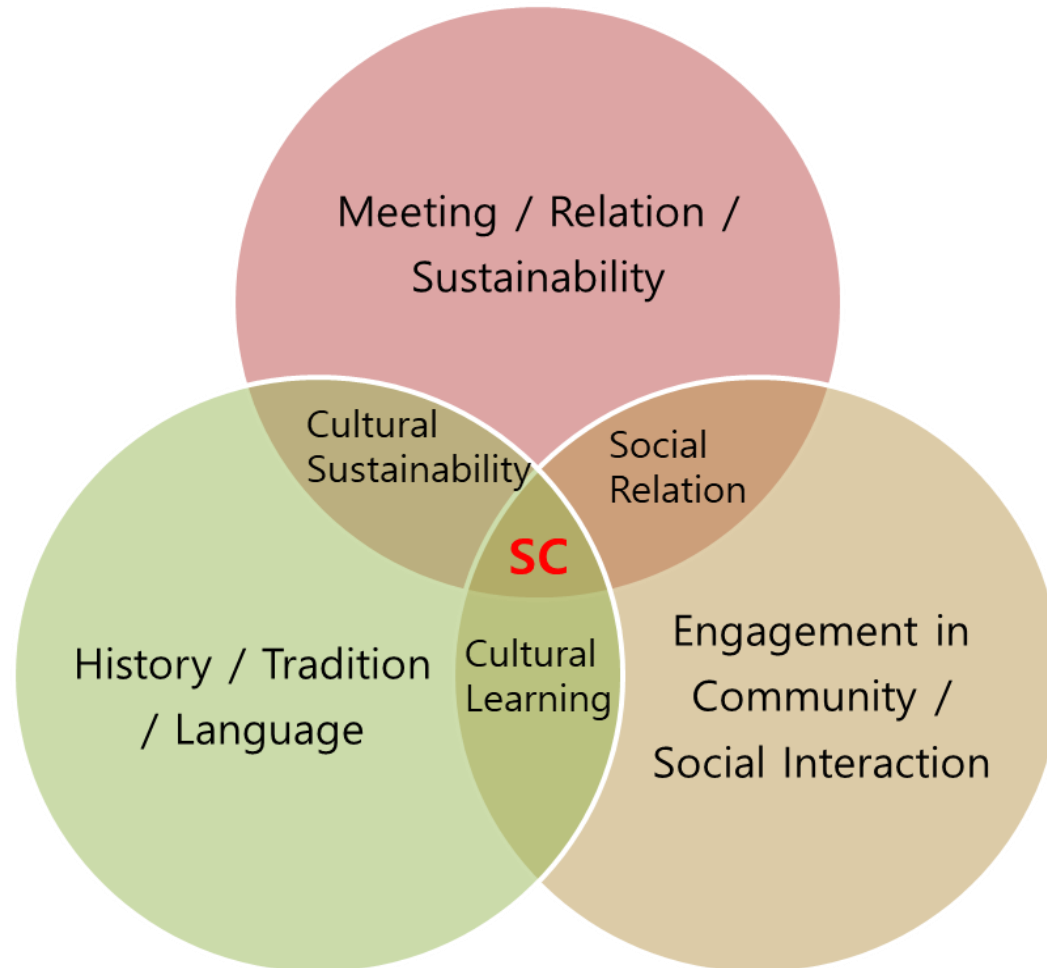 Meeting / Relation /
Sustainability
Cultural
Sustainability
Social
Relation
SC
History / Tradition
/ Language
Cultural
Learning
Engagement in
Community /
Social Interaction